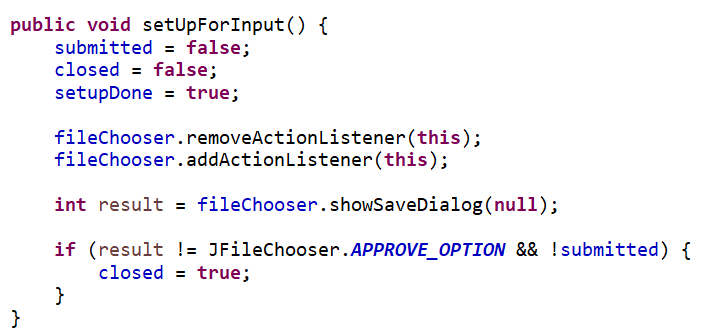 public void setUpForInput() {
    submitted = false;
    closed = false;
    setupDone = true;

    fileChooser.removeActionListener(this);
    fileChooser.addActionListener(this);

    int result = fileChooser.showSaveDialog(null);

    if (result != JFileChooser.APPROVE_OPTION && !submitted) {
        closed = true;
    }
}